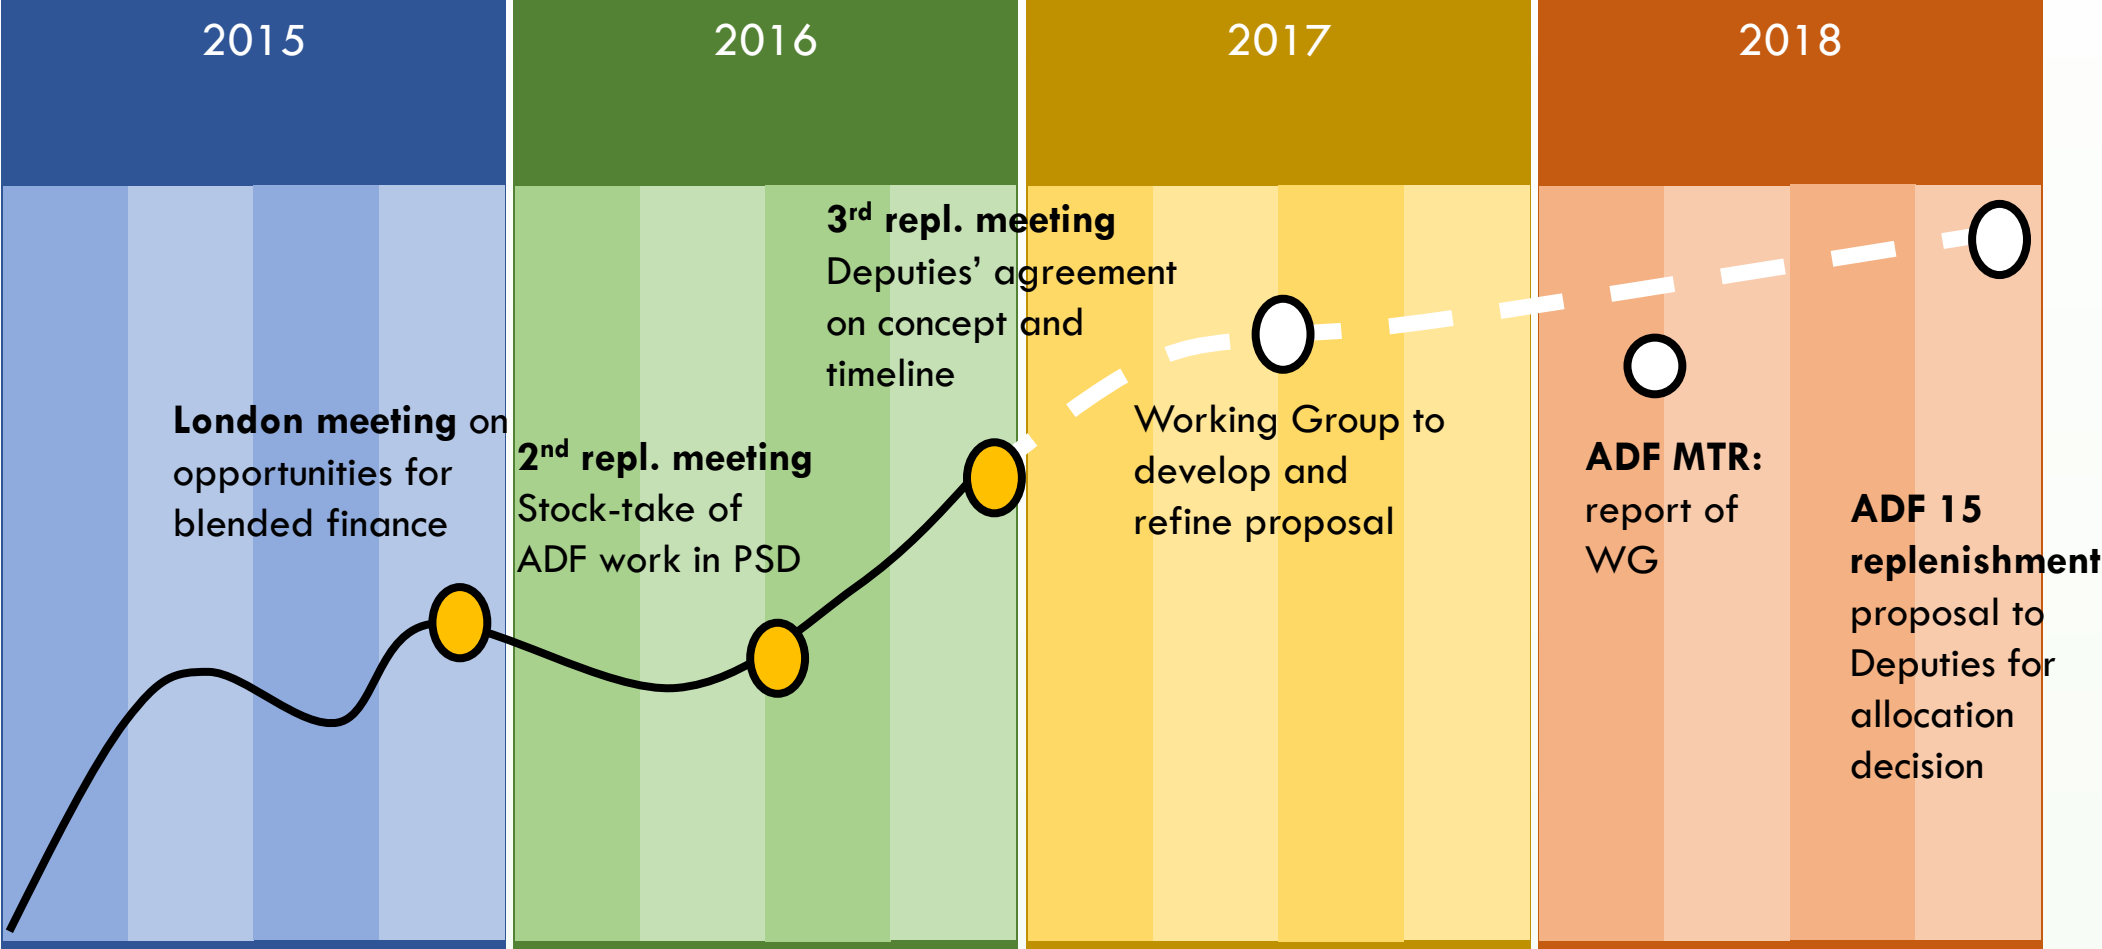 2015
2016
2017
2018
London meeting on
opportunities for
blended finance
2nd repl. meeting
Stock-take of
ADF work in PSD
3rd repl. meeting
Deputies’ agreement
on concept and
timeline
Working Group to
develop and
refine proposal
ADF MTR:
report of
WG
ADF 15
replenishment
proposal to
Deputies for
allocation
decision